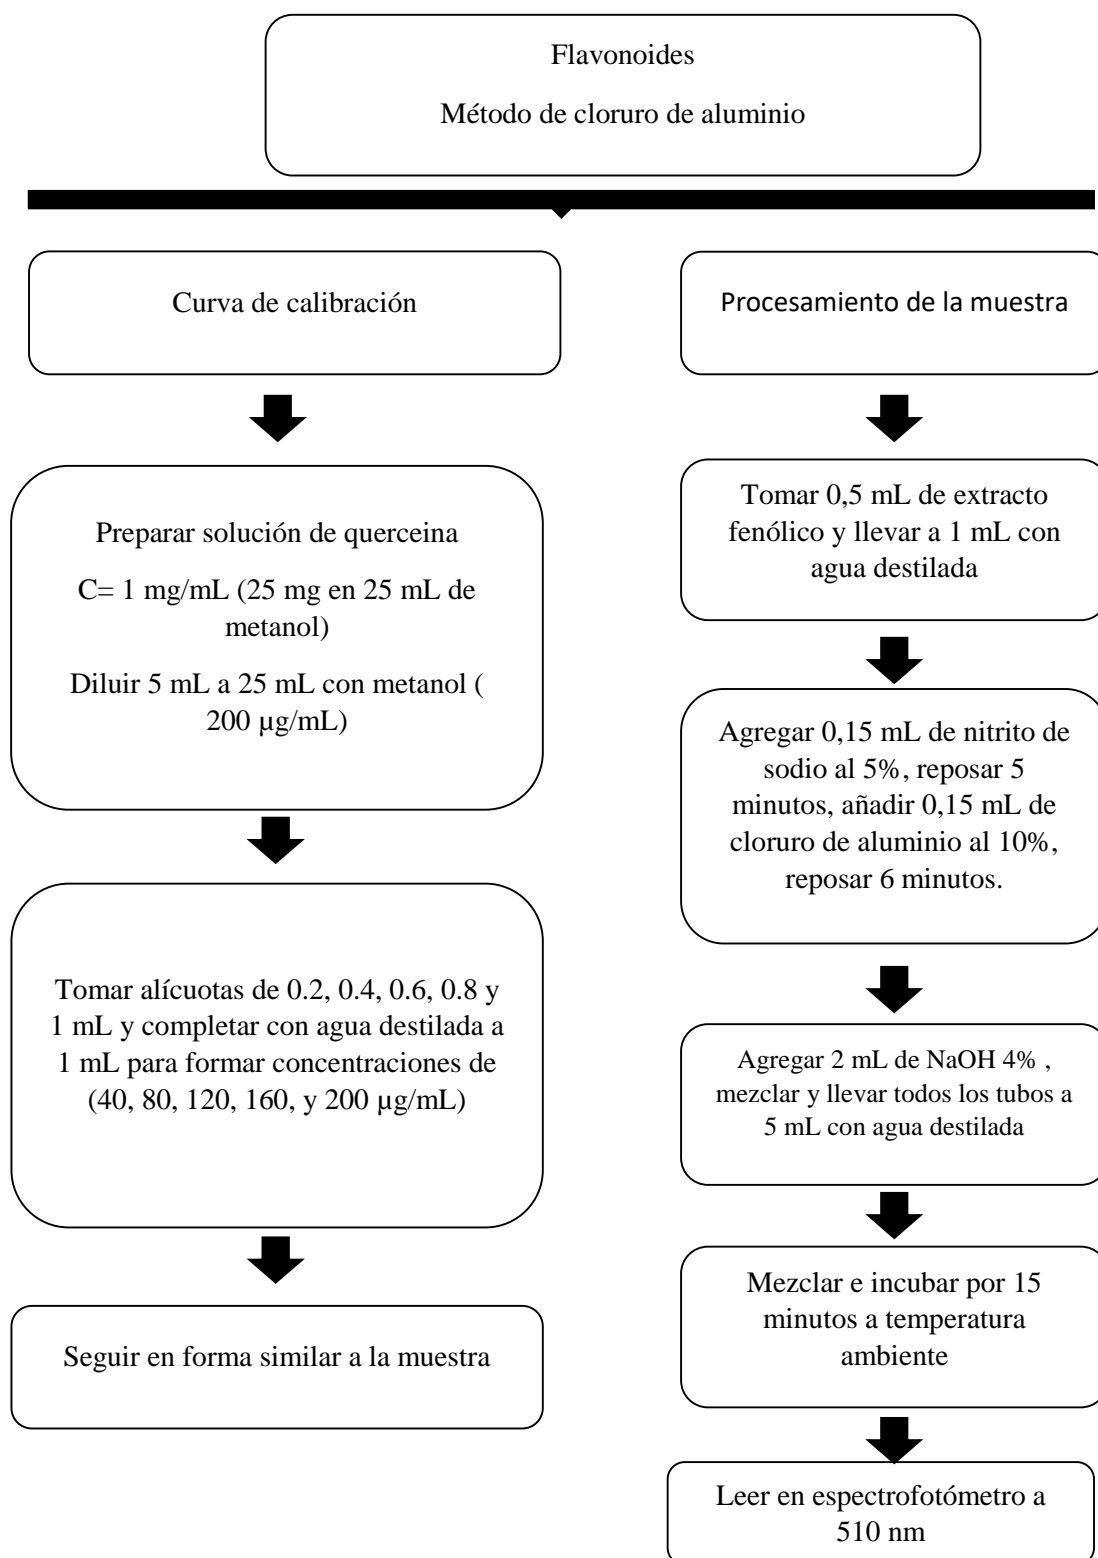 Flavonoides
Método de cloruro de aluminio
Curva de calibración
Preparar solución de querceina
C= 1 mg/mL (25 mg en 25 mL de
metanol)
Diluir 5 mL a 25 mL con metanol (
200 µg/mL)
Tomar alícuotas de 0.2, 0.4, 0.6, 0.8 y
1 mL y completar con agua destilada a
1 mL para formar concentraciones de
(40, 80, 120, 160, y 200 µg/mL)
Seguir en forma similar a la muestra
Procesamiento de la muestra
Tomar 0,5 mL de extracto
fenólico y llevar a 1 mL con
agua destilada
Agregar 0,15 mL de nitrito de
sodio al 5%, reposar 5
minutos, añadir 0,15 mL de
cloruro de aluminio al 10%,
reposar 6 minutos.
Agregar 2 mL de NaOH 4% ,
mezclar y llevar todos los tubos a
5 mL con agua destilada
Mezclar e incubar por 15
minutos a temperatura
ambiente
Leer en espectrofotómetro a
510 nm